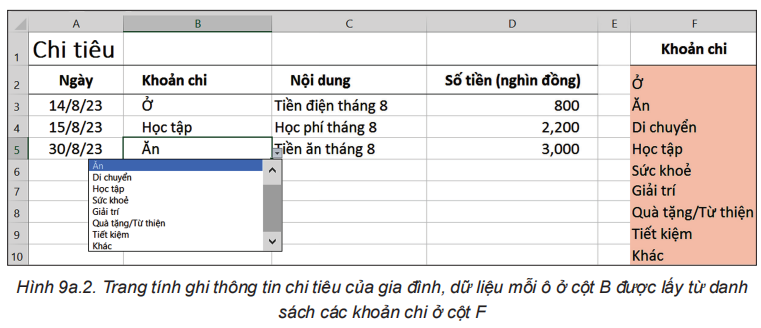 A B C D E F
1 Chi tiêu Khoản chi
2 Ngày Khoản chi Nội dung Số tiền (nghìn đồng) Ở
3 14/8/23 Ở Tiền điện tháng 8 800 Ăn
4 15/8/23 Học tập Học phí tháng 8 2,200 Di chuyển
5 30/8/23 Ăn Tiền ăn tháng 8 3,000 Học tập
6 Ăn Sức khoẻ
Di chuyển
7 Học tập Giải trí
Sức khoẻ
8 Giải trí Quà tặng/Từ thiện
Quà tặng/Từ thiện
9 Tiết kiệm Tiết kiệm
10 Khác Khác
Hình 9a.2. Trang tính ghi thông tin chi tiêu của gia đình, dữ liệu mỗi ô ở cột B được lấy từ danh
sách các khoản chi ở cột F